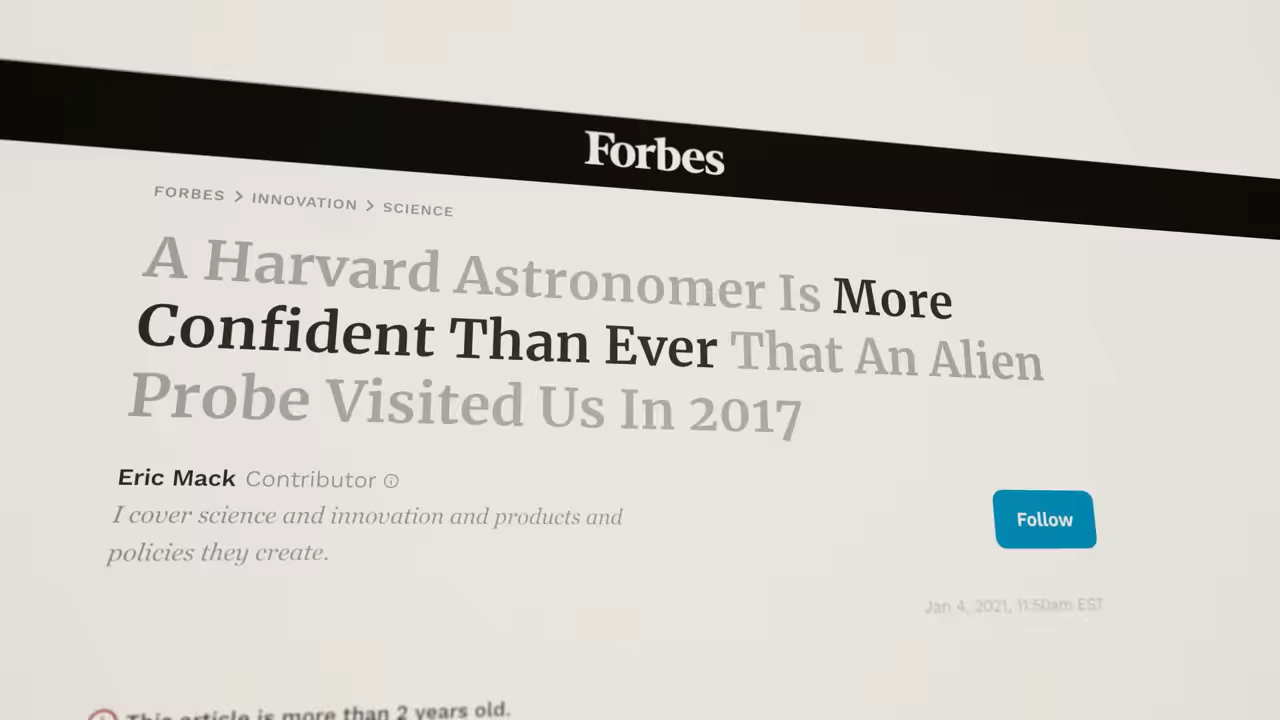 Forbes
FORBES > INNOVATION > SCIENCE
A Harvard Astronomer Is More
Confident Than Ever That An Alien
Probe Visited Us In 2017
Eric Mack Contributor
I cover science and innovation and products and
policies they create.
Follow
Jan 4, 2021, 11:50am EST
This article is more than 2 years old.